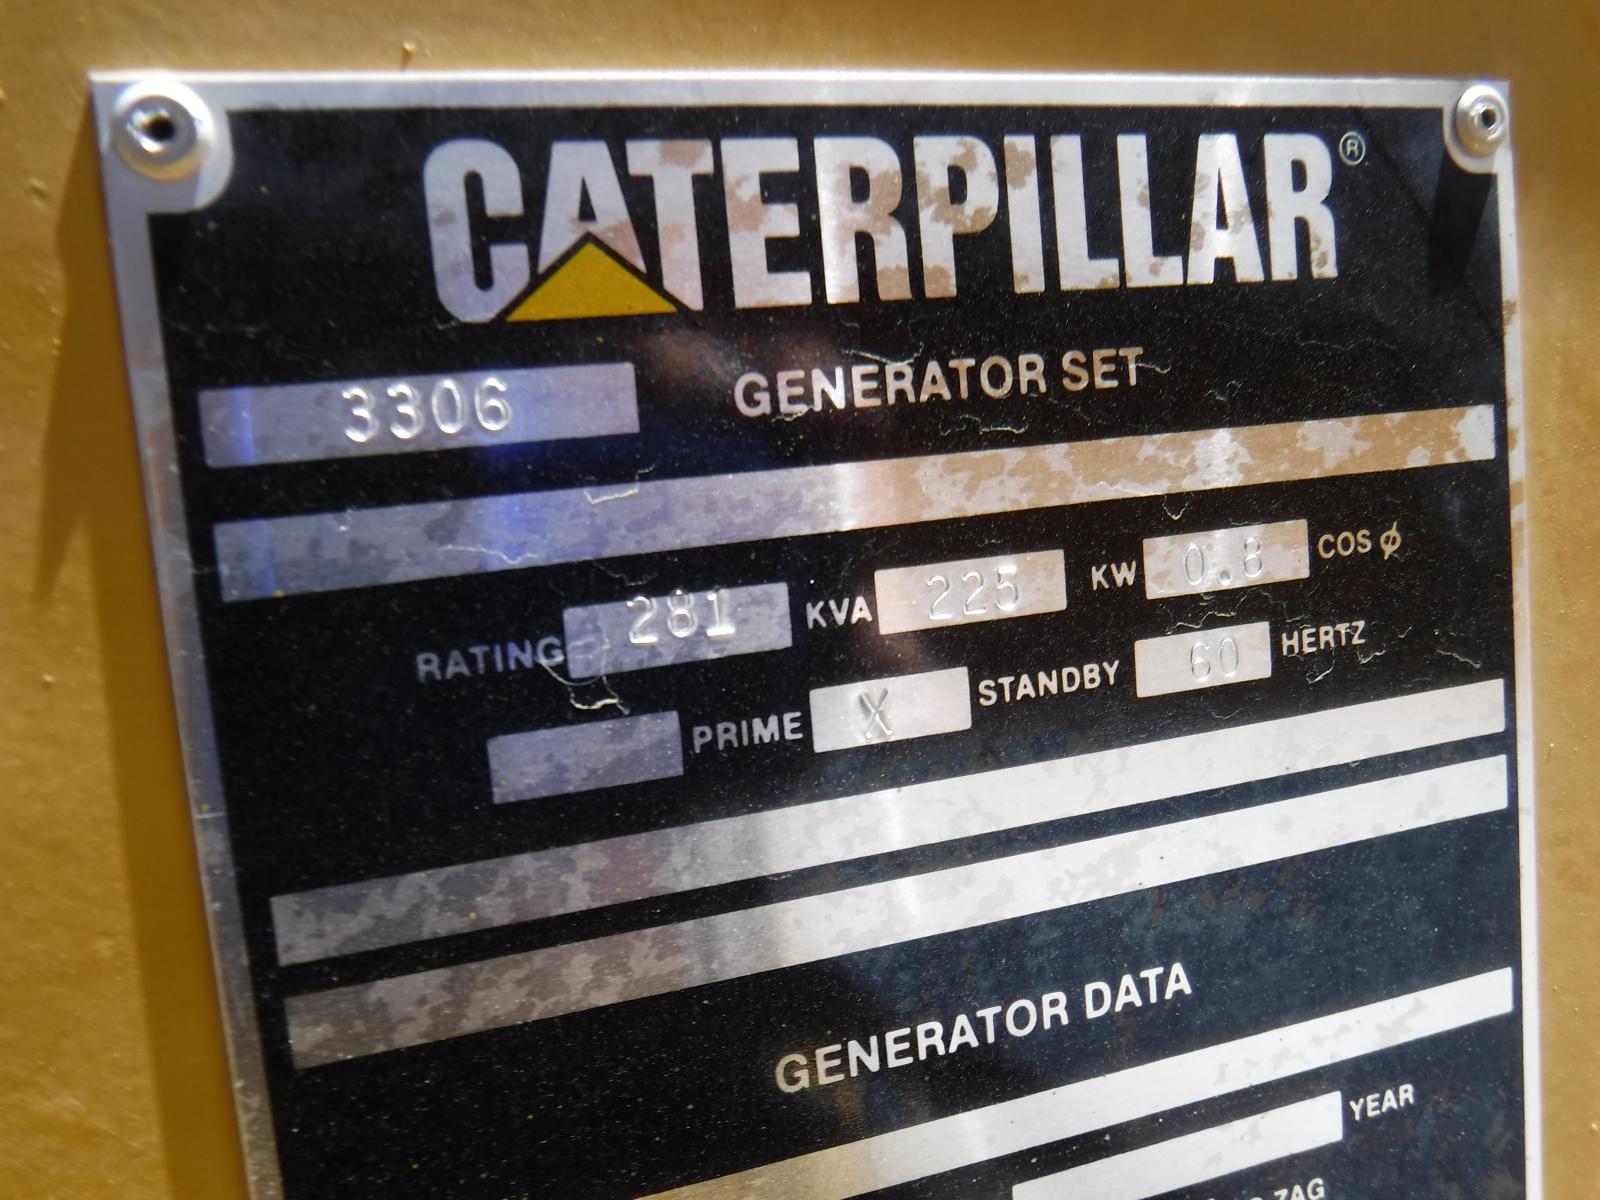 CATERPILLAR®
3306 GENERATOR SET
RATING 281 KVA 225 KW 0.8 COS φ
PRIME X STANDBY 60 HERTZ
GENERATOR DATA
YEAR
ZAG